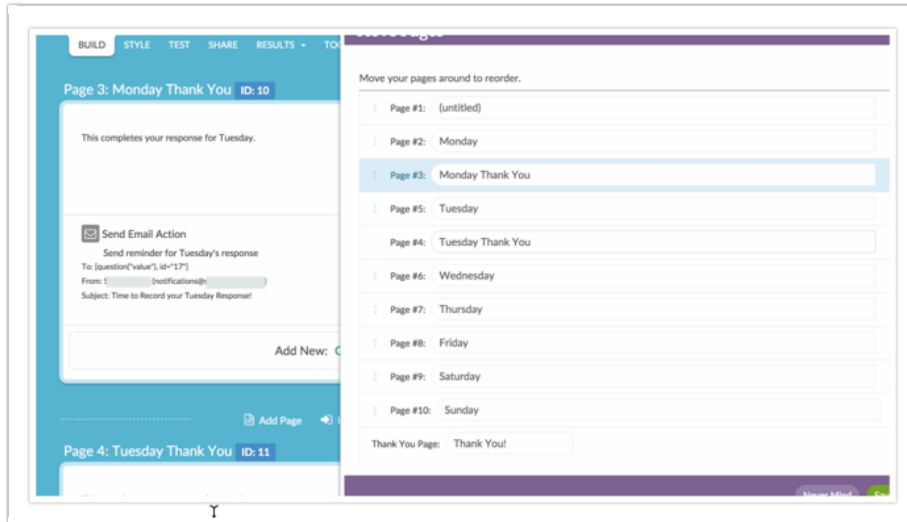 BUILD STYLE TEST SHARE RESULTS
Page 3: Monday Thank You ID: 10
This completes your response for Tuesday.
Send Email Action
Send reminder for Tuesday's response
To: [question("value"), id="17"]
From: (notifications@
Subject: Time to Record your Tuesday Response!
Add New:
Add Page
Page 4: Tuesday Thank You ID: 11
Move your pages around to reorder.
Page #1: (untitled)
Page #2: Monday
Page #3: Monday Thank You
Page #5: Tuesday
Page #4: Tuesday Thank You
Page #6: Wednesday
Page #7: Thursday
Page #8: Friday
Page #9: Saturday
Page #10: Sunday
Thank You Page: Thank You!
Never Mind